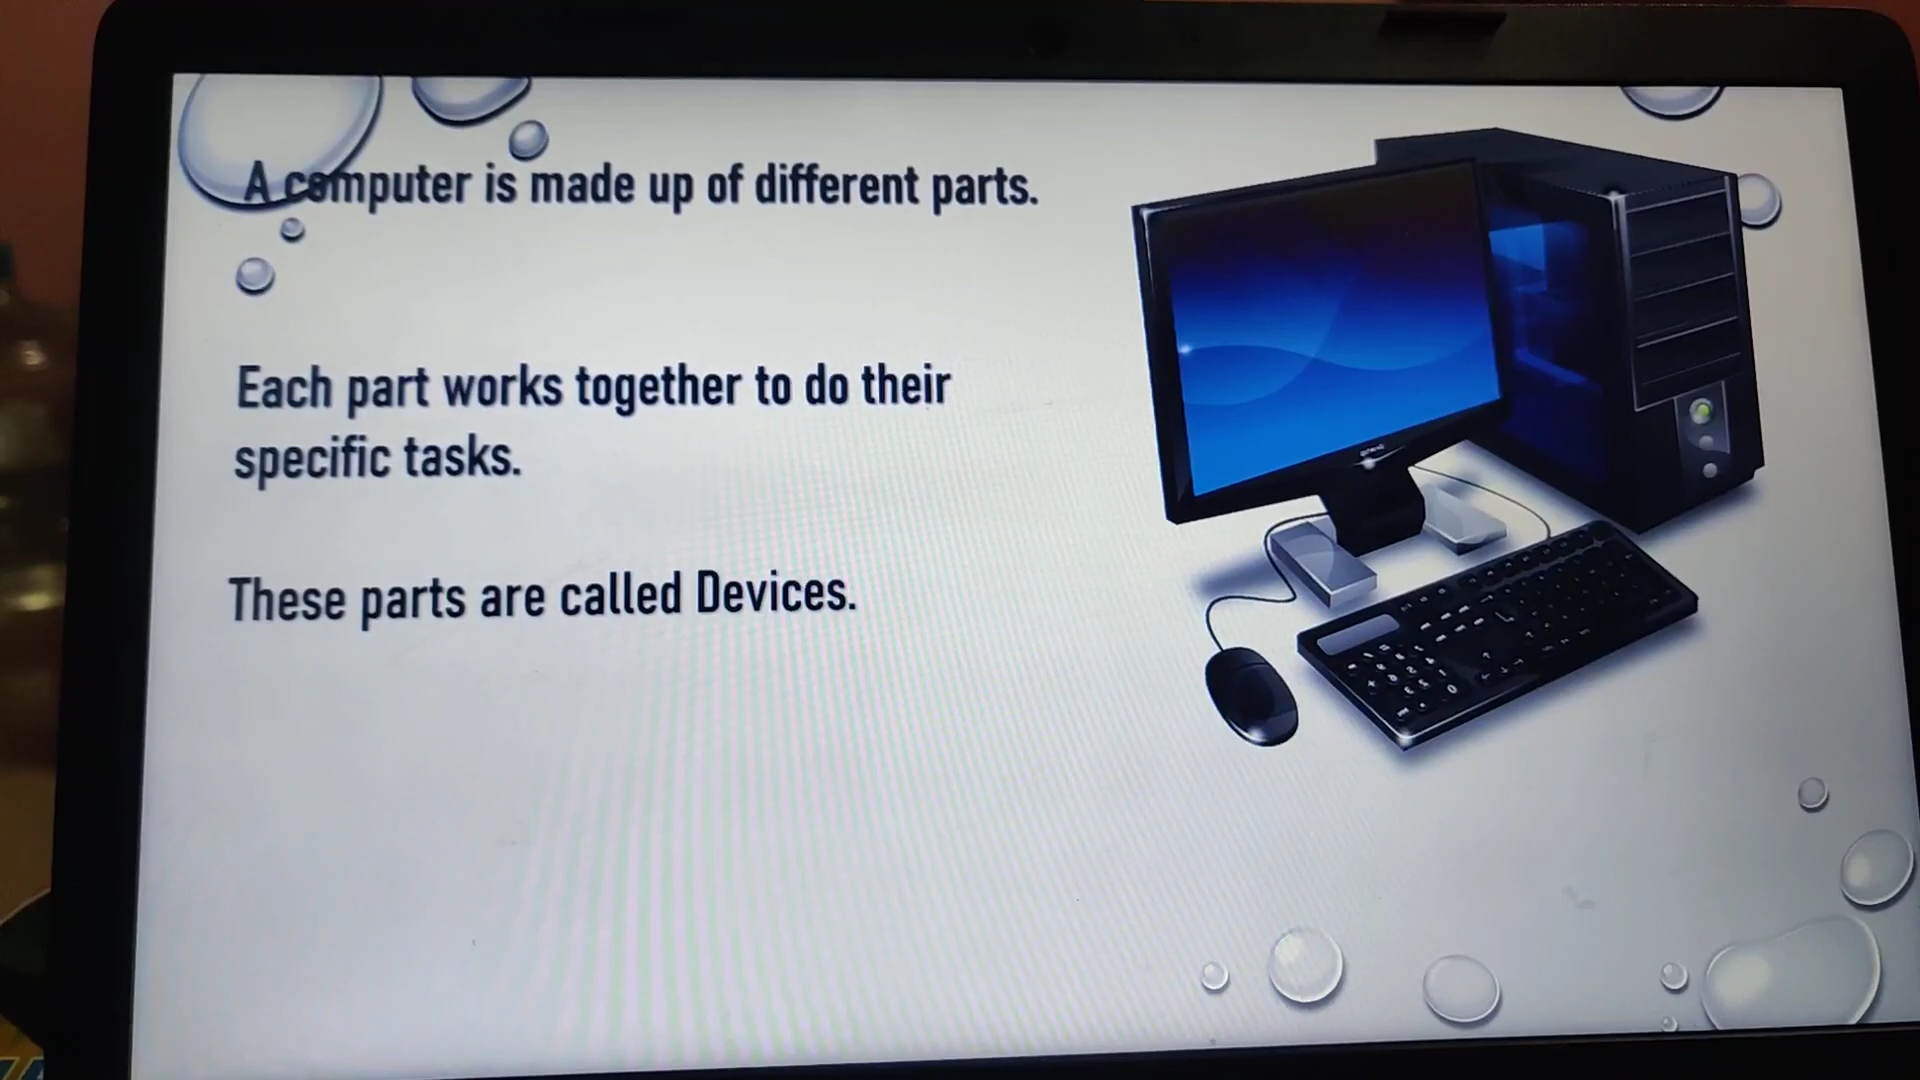 A computer is made up of different parts.
Each part works together to do their
specific tasks.
These parts are called Devices.